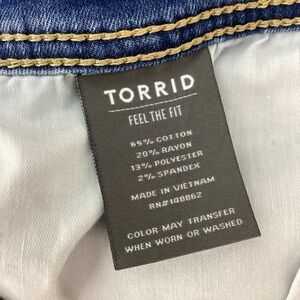 TORRID
FEEL THE FIT
65% COTTON
20% RAYON
13% POLYESTER
2% SPANDEX
MADE IN VIETNAM
RN#148862
COLOR MAY TRANSFER
WHEN WORN OR WASHED